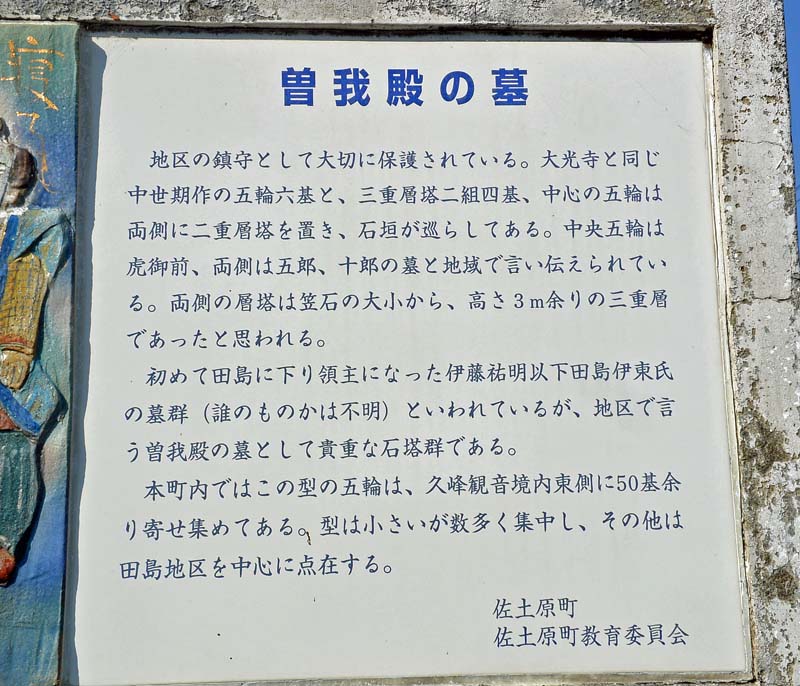 曽我殿の墓
地区の鎮守として大切に保護されている。大光寺と同じ
中世期作の五輪六基と、三重層塔二組四基、中心の五輪は
両側に二重層塔を置き、石垣が巡らしてある。中央五輪は
虎御前、両側は五郎、十郎の墓と地域で言い伝えられてい
る。両側の層塔は笠石の大小から、高さ3m余りの三重層
であったと思われる。
初めて田島に下り領主になった伊藤祐明以下田島伊東氏
の墓群(誰のものかは不明)といわれているが、地区で言
う曽我殿の墓として貴重な石塔群である。
本町内ではこの型の五輪は、久峰観音境内東側に50基余
り寄せ集めてある。型は小さいが数多く集中し、その他は
田島地区を中心に点在する。
佐土原町
佐土原町教育委員会